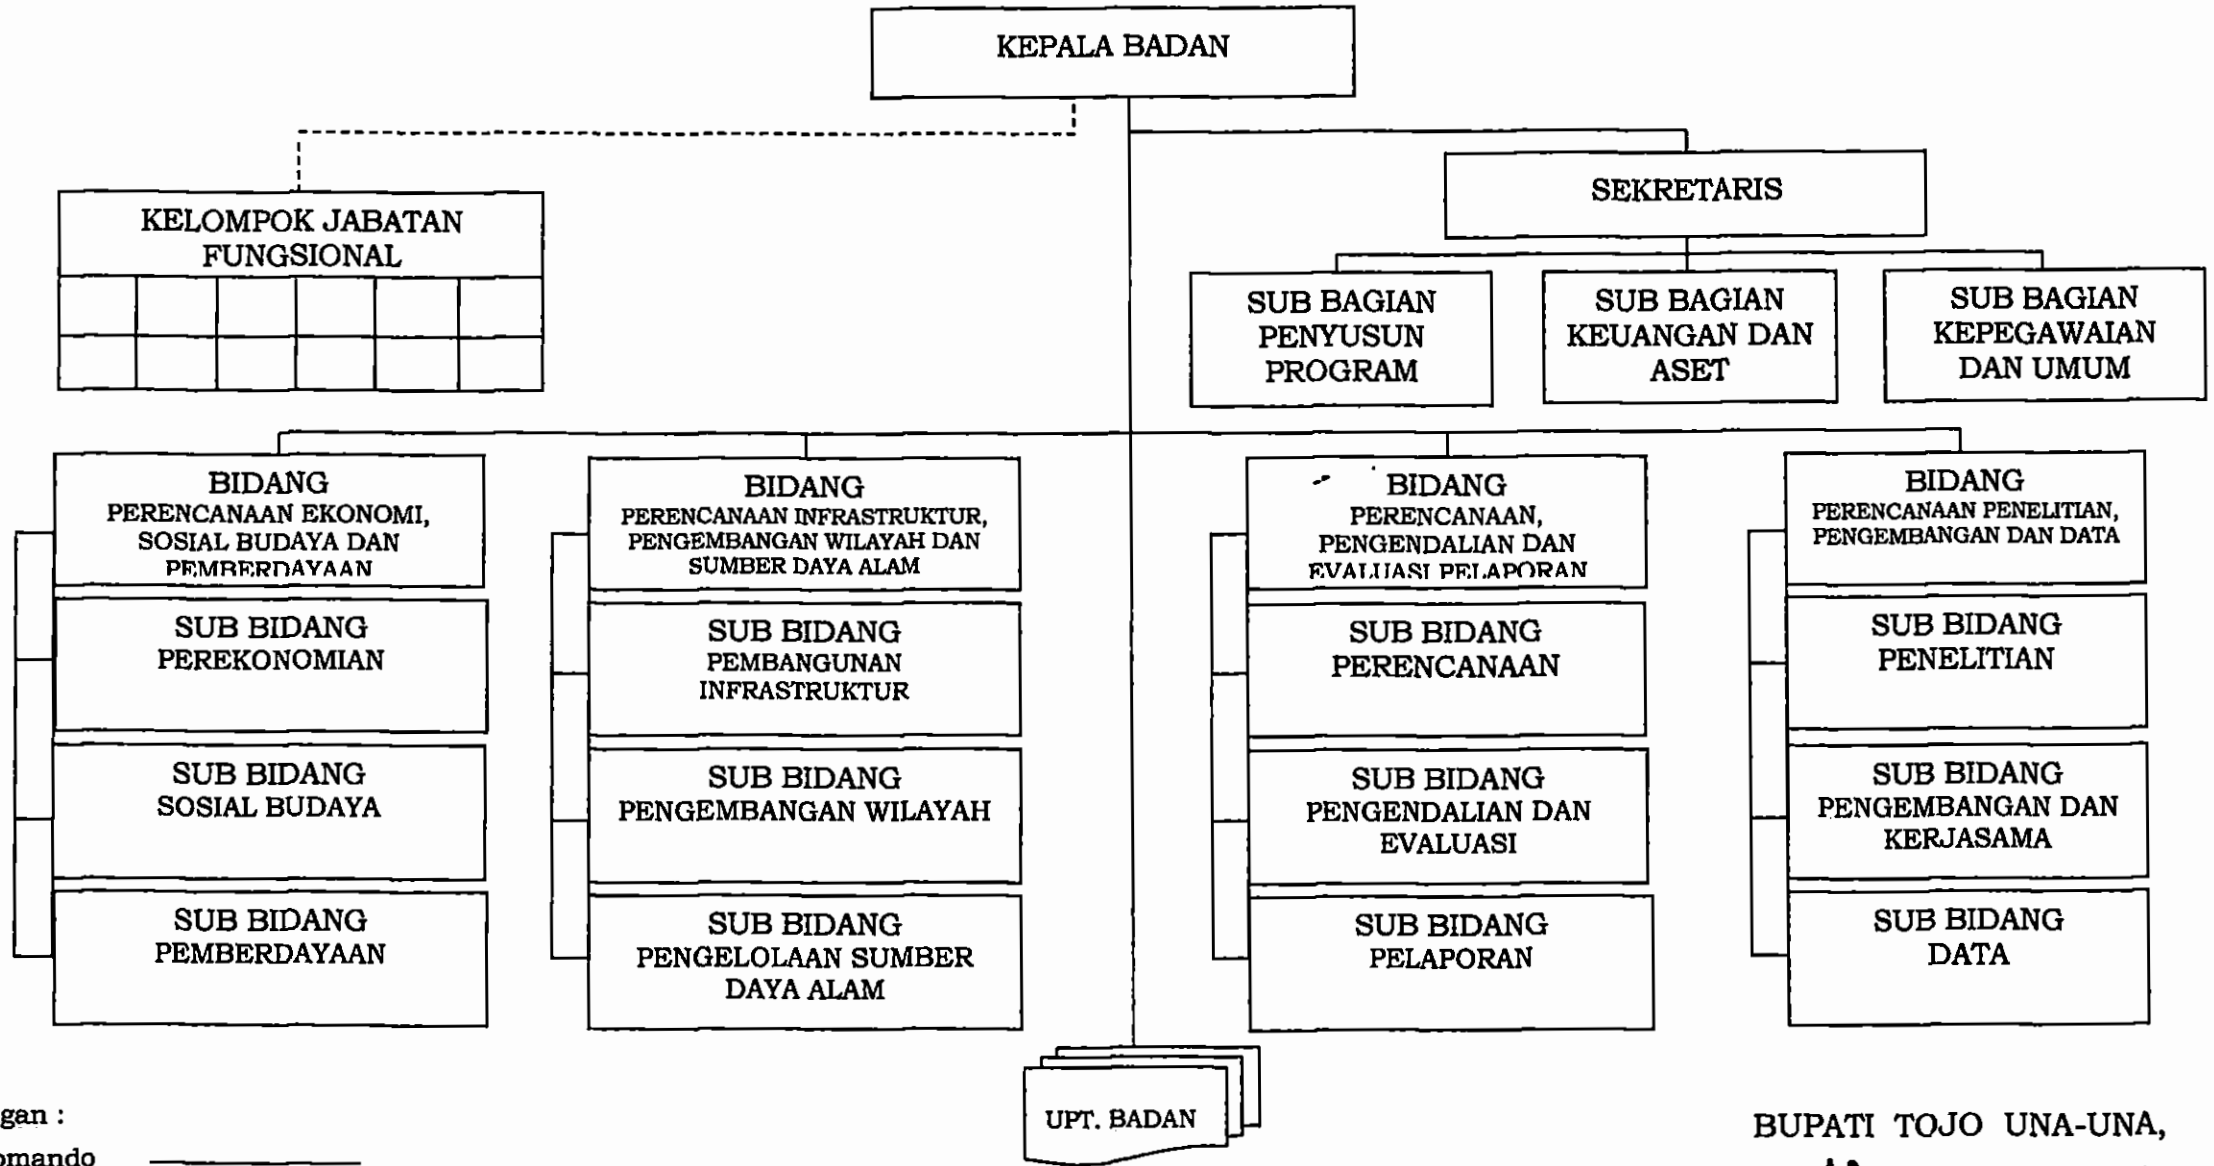 KEPALA BADAN
SEKRETARIS
KELOMPOK JABATAN
FUNGSIONAL
SUB BAGIAN
PENYUSUN
PROGRAM
SUB BAGIAN
KEUANGAN DAN
ASET
SUB BAGIAN
KEPEGAWAIAN
DAN UMUM
BIDANG
PERENCANAAN EKONOMI,
SOSIAL BUDAYA DAN
PEMBERDAYAAN
BIDANG
PERENCANAAN INFRASTRUKTUR,
PENGEMBANGAN WILAYAH DAN
SUMBER DAYA ALAM
BIDANG
PERENCANAAN,
PENGENDALIAN DAN
EVALUASI PELAPORAN
BIDANG
PERENCANAAN PENELITIAN,
PENGEMBANGAN DAN DATA
SUB BIDANG
PEREKONOMIAN
SUB BIDANG
PEMBANGUNAN
INFRASTRUKTUR
SUB BIDANG
PERENCANAAN
SUB BIDANG
PENELITIAN
SUB BIDANG
SOSIAL BUDAYA
SUB BIDANG
PENGEMBANGAN WILAYAH
SUB BIDANG
PENGENDALIAN DAN
EVALUASI
SUB BIDANG
PENGEMBANGAN DAN
KERJASAMA
SUB BIDANG
PEMBERDAYAAN
SUB BIDANG
PENGELOLAAN SUMBER
DAYA ALAM
SUB BIDANG
PELAPORAN
SUB BIDANG
DATA
UPT. BADAN
gan :
omando
BUPATI TOJO UNA-UNA,